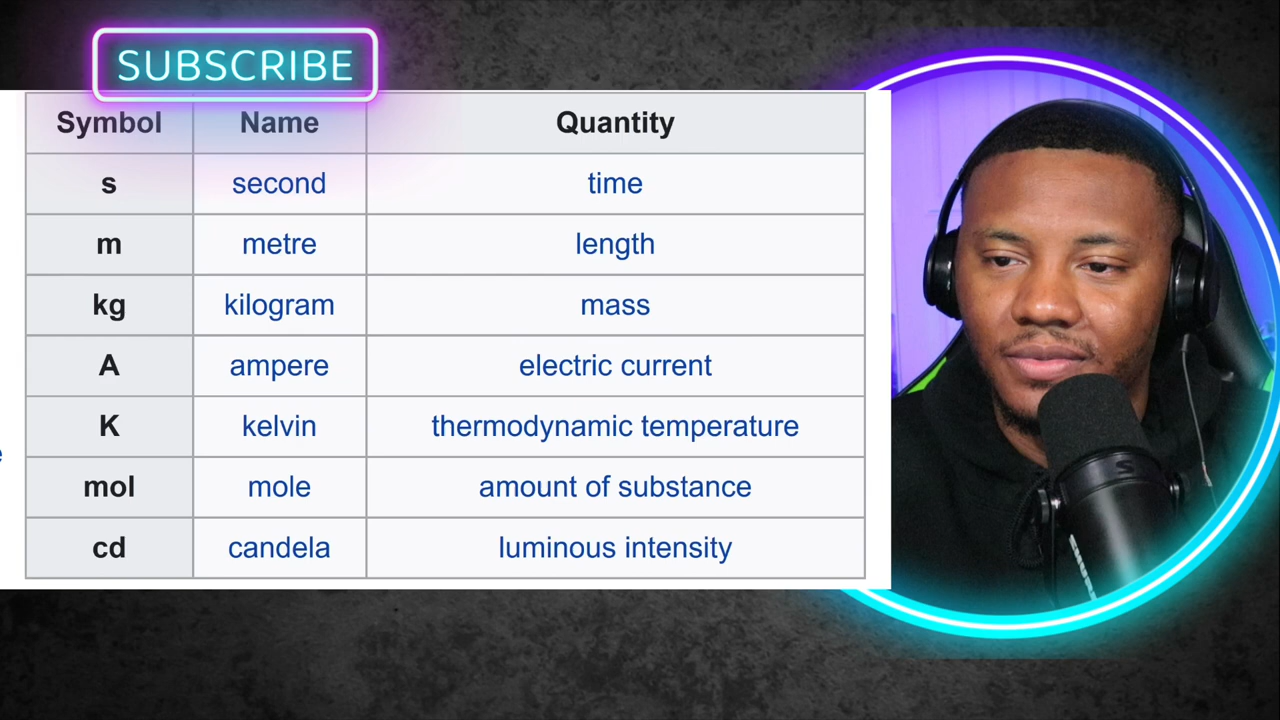 SUBSCRIBE
Symbol Name Quantity
s second time
m metre length
kg kilogram mass
A ampere electric current
K kelvin thermodynamic temperature
mol mole amount of substance
cd candela luminous intensity